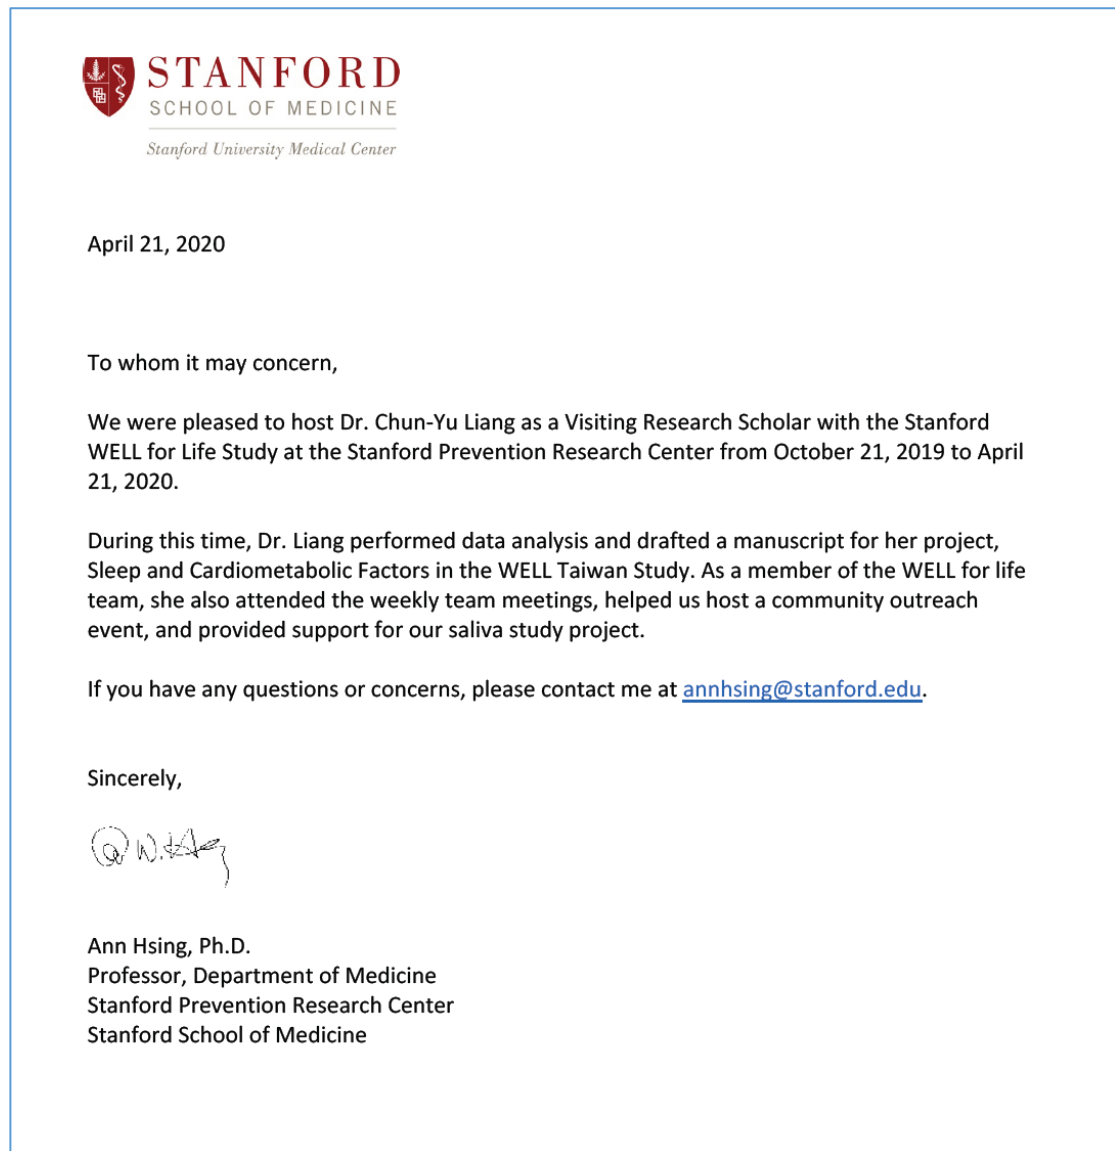 STANFORD
SCHOOL OF MEDICINE
Stanford University Medical Center
April 21, 2020
To whom it may concern,
We were pleased to host Dr. Chun-Yu Liang as a Visiting Research Scholar with the Stanford
WELL for Life Study at the Stanford Prevention Research Center from October 21, 2019 to April
21, 2020.
During this time, Dr. Liang performed data analysis and drafted a manuscript for her project,
Sleep and Cardiometabolic Factors in the WELL Taiwan Study. As a member of the WELL for life
team, she also attended the weekly team meetings, helped us host a community outreach
event, and provided support for our saliva study project.
If you have any questions or concerns, please contact me at annhsing@stanford.edu.
Sincerely,
Ann Hsing, Ph.D.
Professor, Department of Medicine
Stanford Prevention Research Center
Stanford School of Medicine